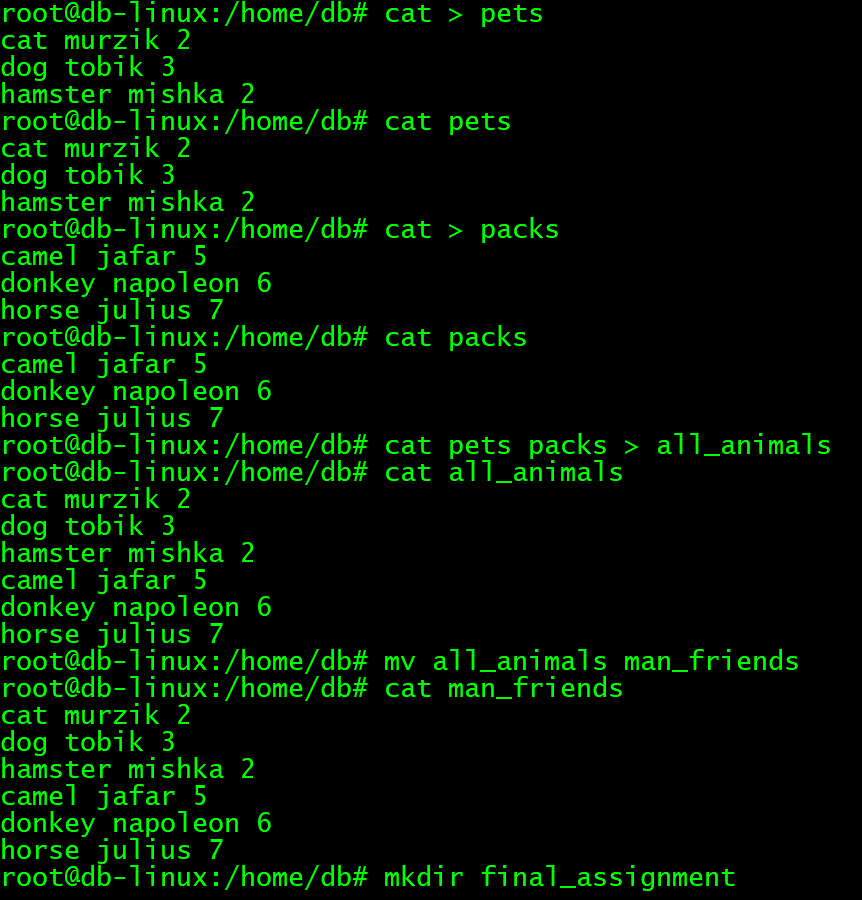 root@db-linux:/home/db# cat > pets
cat murzik 2
dog tobik 3
hamster mishka 2
root@db-linux:/home/db# cat pets
cat murzik 2
dog tobik 3
hamster mishka 2
root@db-linux:/home/db# cat > packs
camel jafar 5
donkey napoleon 6
horse julius 7
root@db-linux:/home/db# cat packs
camel jafar 5
donkey napoleon 6
horse julius 7
root@db-linux:/home/db# cat pets packs > all_animals
root@db-linux:/home/db# cat all_animals
cat murzik 2
dog tobik 3
hamster mishka 2
camel jafar 5
donkey napoleon 6
horse julius 7
root@db-linux:/home/db# mv all_animals man_friends
root@db-linux:/home/db# cat man_friends
cat murzik 2
dog tobik 3
hamster mishka 2
camel jafar 5
donkey napoleon 6
horse julius 7
root@db-linux:/home/db# mkdir final_assignment